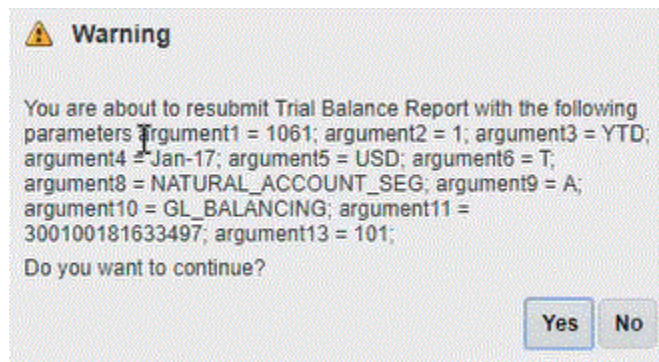 Warning
You are about to resubmit Trial Balance Report with the following
parameters argument1 = 1061; argument2 = 1; argument3 = YTD;
argument4 = Jan-17; argument5 = USD; argument6 = T;
argument8 = NATURAL_ACCOUNT_SEG; argument9 = A;
argument10 = GL_BALANCING; argument11 =
300100181633497; argument13 = 101;
Do you want to continue?
Yes No